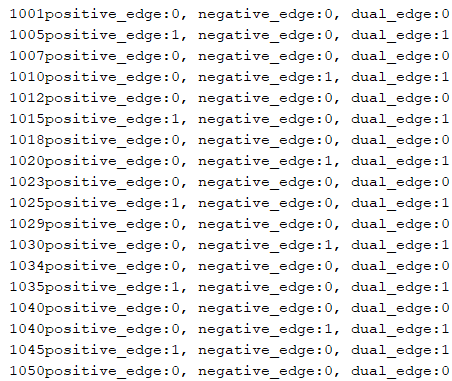 1001positive_edge:0, negative_edge:0, dual_edge:0
1005positive_edge:1, negative_edge:0, dual_edge:1
1007positive_edge:0, negative_edge:0, dual_edge:0
1010positive_edge:0, negative_edge:1, dual_edge:1
1012positive_edge:0, negative_edge:0, dual_edge:0
1015positive_edge:1, negative_edge:0, dual_edge:1
1018positive_edge:0, negative_edge:0, dual_edge:0
1020positive_edge:0, negative_edge:1, dual_edge:1
1023positive_edge:0, negative_edge:0, dual_edge:0
1025positive_edge:1, negative_edge:0, dual_edge:1
1029positive_edge:0, negative_edge:0, dual_edge:0
1030positive_edge:0, negative_edge:1, dual_edge:1
1034positive_edge:0, negative_edge:0, dual_edge:0
1035positive_edge:1, negative_edge:0, dual_edge:1
1040positive_edge:0, negative_edge:0, dual_edge:0
1040positive_edge:0, negative_edge:1, dual_edge:1
1045positive_edge:1, negative_edge:0, dual_edge:1
1050positive_edge:0, negative_edge:0, dual_edge:0